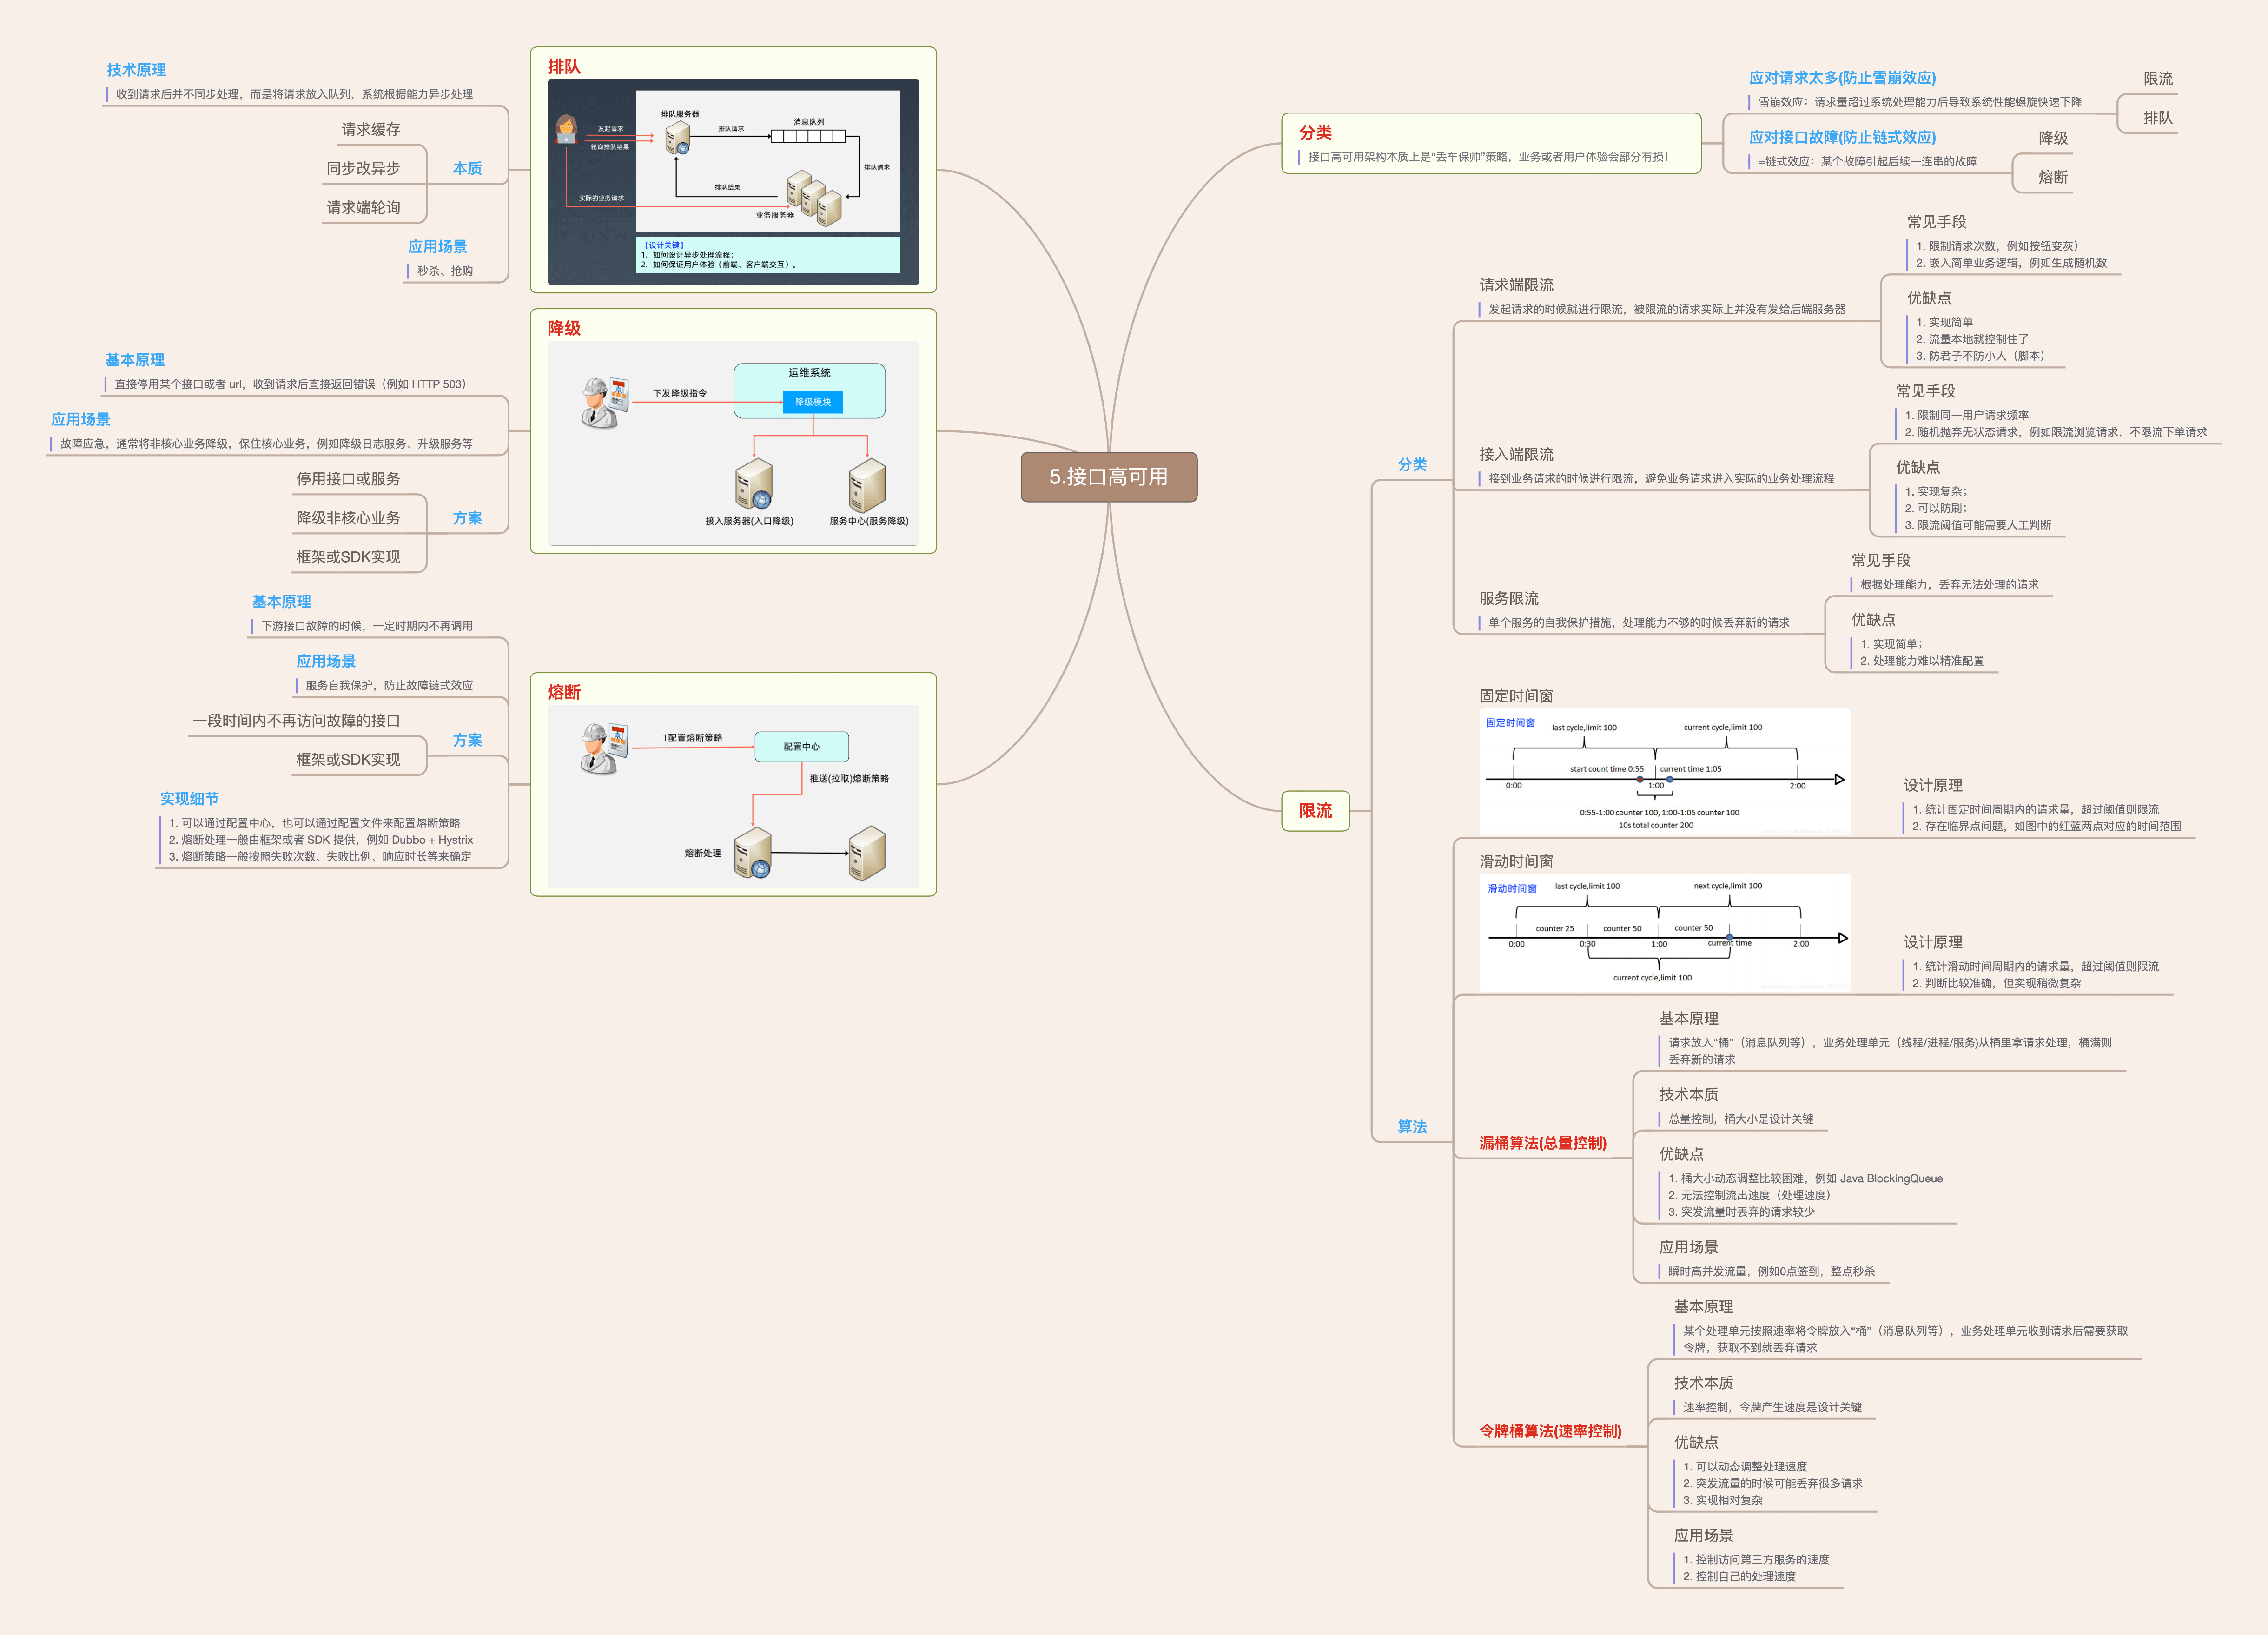 5.接口高可用
分类
接口高可用架构本质上是“丢车保帅”策略，业务或者用户体验会部分有损！
应对请求太多(防止雪崩效应)
雪崩效应：请求量超过系统处理能力后导致系统性能螺旋快速下降
限流
排队
应对接口故障(防止链式效应)
=链式效应：某个故障引起后续一连串的故障
降级
熔断
限流
分类
请求端限流
发起请求的时候就进行限流，被限流的请求实际上并没有发给后端服务器
常见手段
1. 限制请求次数，例如按钮变灰）
2. 嵌入简单业务逻辑，例如生成随机数
优缺点
1. 实现简单
2. 流量本地就控制住了
3. 防君子不防小人（脚本）
接入端限流
接到业务请求的时候进行限流，避免业务请求进入实际的业务处理流程
常见手段
1. 限制同一用户请求频率
2. 随机抛弃无状态请求，例如限流浏览请求，不限流下单请求
优缺点
1. 实现复杂；
2. 可以防刷；
3. 限流阈值可能需要人工判断
服务限流
单个服务的自我保护措施，处理能力不够的时候丢弃新的请求
常见手段
根据处理能力，丢弃无法处理的请求
优缺点
1. 实现简单；
2. 处理能力难以精准配置
算法
固定时间窗
固定时间窗
last cycle,limit 100
current cycle,limit 100
start count time 0:55
current time 1:05
0:00
1:00
2:00
0:55-1:00 counter 100, 1:00-1:05 counter 100
10s total counter 200
设计原理
1. 统计固定时间周期内的请求量，超过阈值则限流
2. 存在临界点问题，如图中的红蓝两点对应的时间范围
滑动时间窗
滑动时间窗
last cycle,limit 100
next cycle,limit 100
counter 25
counter 50
counter 50
0:00
0:30
1:00
current time
2:00
current cycle,limit 100
设计原理
1. 统计滑动时间周期内的请求量，超过阈值则限流
2. 判断比较准确，但实现稍微复杂
漏桶算法(总量控制)
基本原理
请求放入“桶”（消息队列等），业务处理单元（线程/进程/服务)从桶里拿请求处理，桶满则
丢弃新的请求
技术本质
总量控制，桶大小是设计关键
优缺点
1. 桶大小动态调整比较困难，例如 Java BlockingQueue
2. 无法控制流出速度（处理速度）
3. 突发流量时丢弃的请求较少
应用场景
瞬时高并发流量，例如0点签到，整点秒杀
令牌桶算法(速率控制)
基本原理
某个处理单元按照速率将令牌放入“桶”（消息队列等），业务处理单元收到请求后需要获取
令牌，获取不到就丢弃请求
技术本质
速率控制，令牌产生速度是设计关键
优缺点
1. 可以动态调整处理速度
2. 突发流量的时候可能丢弃很多请求
3. 实现相对复杂
应用场景
1. 控制访问第三方服务的速度
2. 控制自己的处理速度
排队
发起请求
轮询排队结果
实际的业务请求
排队服务器
排队请求
消息队列
排队请求
排队结果
业务服务器
【设计关键】
1. 如何设计异步处理流程；
2. 如何保证用户体验（前端、客户端交互）。
技术原理
收到请求后并不同步处理，而是将请求放入队列，系统根据能力异步处理
本质
请求缓存
同步改异步
请求端轮询
应用场景
秒杀、抢购
降级
下发降级指令
运维系统
降级模块
接入服务器(入口降级)
服务中心(服务降级)
基本原理
直接停用某个接口或者 url，收到请求后直接返回错误（例如 HTTP 503）
应用场景
故障应急，通常将非核心业务降级，保住核心业务，例如降级日志服务、升级服务等
方案
停用接口或服务
降级非核心业务
框架或SDK实现
熔断
1配置熔断策略
配置中心
推送(拉取)熔断策略
熔断处理
基本原理
下游接口故障的时候，一定时期内不再调用
应用场景
服务自我保护，防止故障链式效应
方案
一段时间内不再访问故障的接口
框架或SDK实现
实现细节
1. 可以通过配置中心，也可以通过配置文件来配置熔断策略
2. 熔断处理一般由框架或者 SDK 提供，例如 Dubbo + Hystrix
3. 熔断策略一般按照失败次数、失败比例、响应时长等来确定